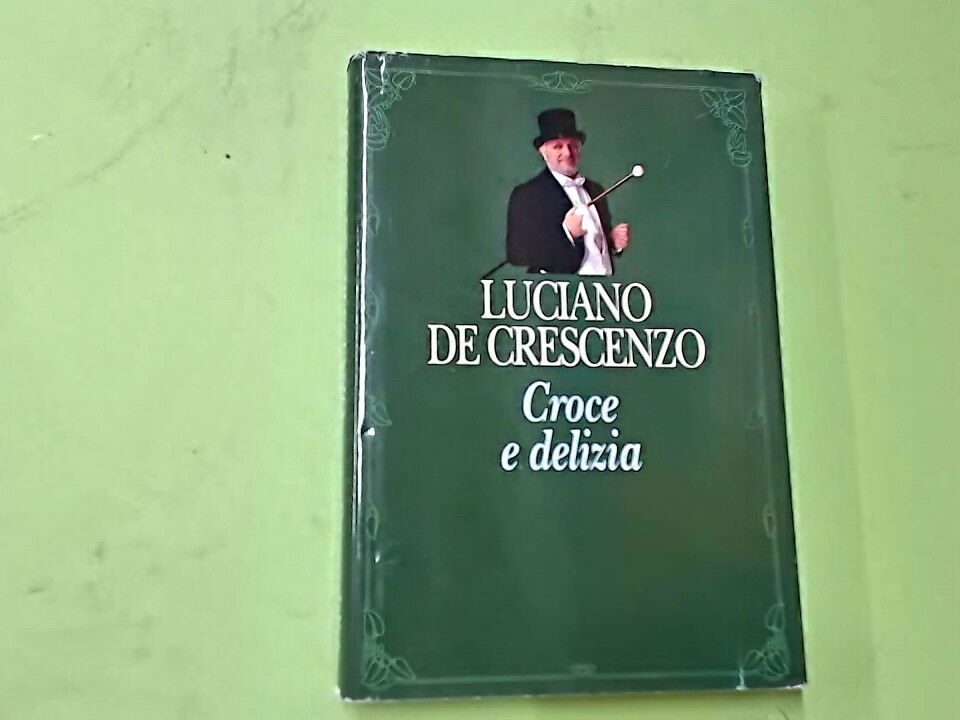 LUCIANO
DE CRESCENZO
Croce
e delizia